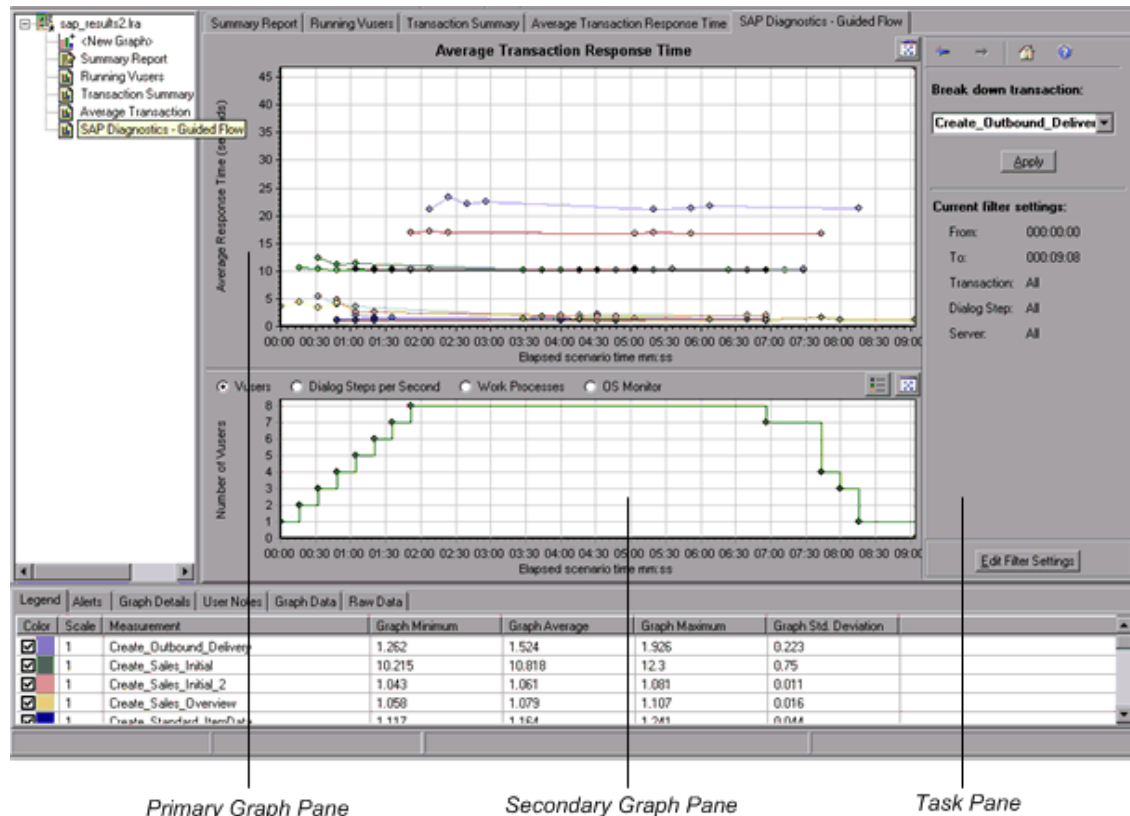 sap_results2.lra
<New Graph>
Summary Report
Running Vusers
Transaction Summary
Average Transaction
SAP Diagnostics - Guided Flow
Summary Report | Running Vusers | Transaction Summary | Average Transaction Response Time | SAP Diagnostics - Guided Flow
Average Transaction Response Time
Average Response Time (seconds)
45
40
35
30
25
20
15
10
5
0
00:00 00:30 01:00 01:30 02:00 02:30 03:00 03:30 04:00 04:30 05:00 05:30 06:00 06:30 07:00 07:30 08:00 08:30 09:00
Elapsed scenario time mm:ss
Vusers Dialog Steps per Second Work Processes OS Monitor
Number of Vusers
8
7
6
5
4
3
2
1
0
00:00 00:30 01:00 01:30 02:00 02:30 03:00 03:30 04:00 04:30 05:00 05:30 06:00 06:30 07:00 07:30 08:00 08:30 09:00
Elapsed scenario time mm:ss
Break down transaction:
Create_Outbound_Deliver
Apply
Current filter settings:
From: 000:00:00
To: 000:09:08
Transaction: All
Dialog Step: All
Server: All
Edit Filter Settings
Legend | Alerts | Graph Details | User Notes | Graph Data | Raw Data
Color Scale Measurement Graph Minimum Graph Average Graph Maximum Graph Std. Deviation
1 Create_Outbound_Delivery 1.262 1.524 1.926 0.223
1 Create_Sales_Initial 10.215 10.818 12.3 0.75
1 Create_Sales_Initial_2 1.043 1.061 1.081 0.011
1 Create_Sales_Overview 1.058 1.079 1.107 0.016
1 Create_Standard_ItemData 1.117 1.164 1.241 0.044
Primary Graph Pane
Secondary Graph Pane
Task Pane